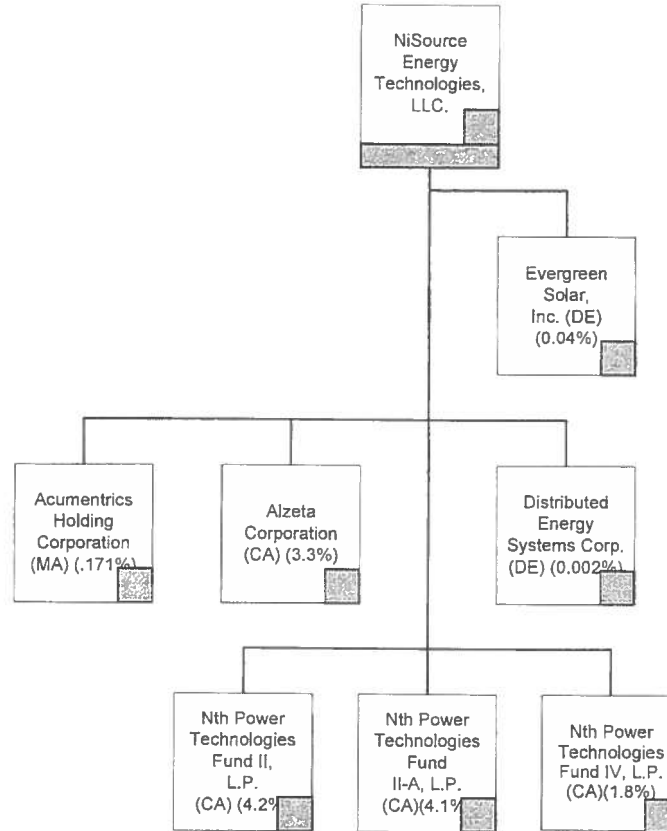 NiSource
Energy
Technologies,
LLC.
Evergreen
Solar,
Inc. (DE)
(0.04%)
Acumentrics
Holding
Corporation
(MA) (.171%)
Alzeta
Corporation
(CA) (3.3%)
Distributed
Energy
Systems Corp.
(DE) (0.002%)
Nth Power
Technologies
Fund II,
L.P.
(CA) (4.2%
Nth Power
Technologies
Fund
II-A, L.P.
(CA)(4.1%
Nth Power
Technologies
Fund IV, L.P.
(CA)(1.8%)